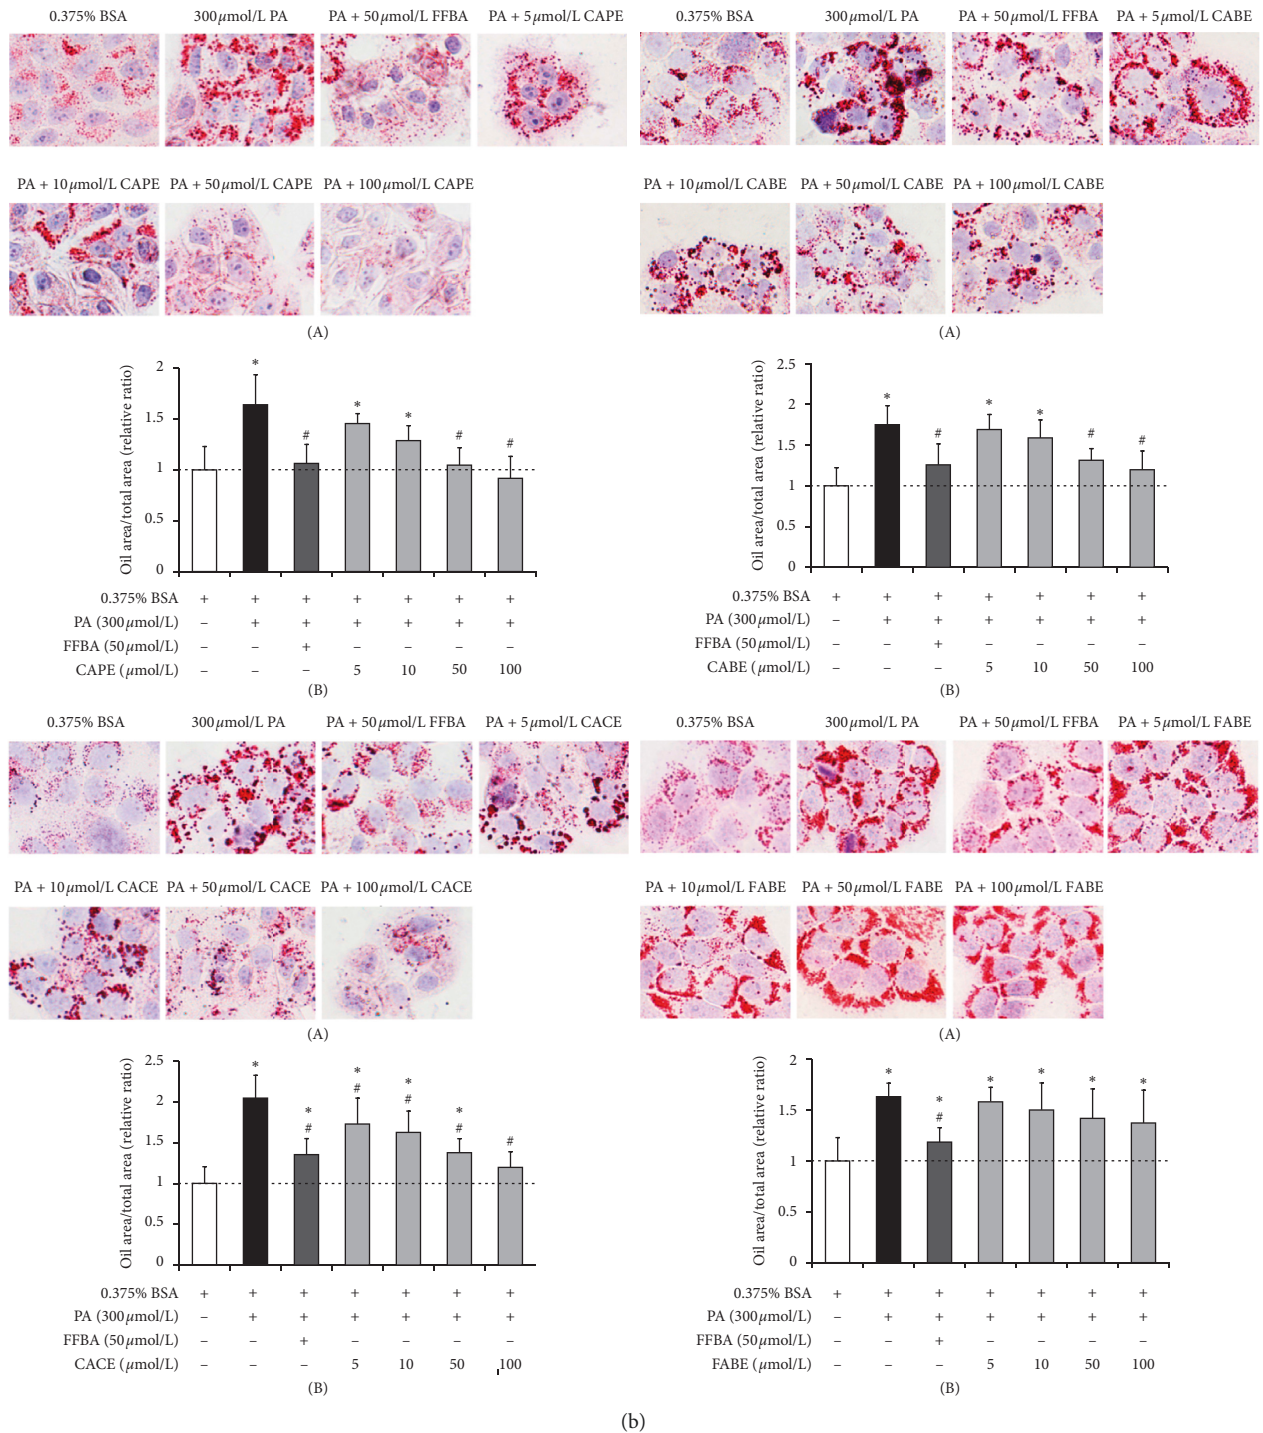 0.375% BSA 300 μmol/L PA PA + 50 μmol/L FFBA PA + 5 μmol/L CAPE
PA + 10 μmol/L CAPE PA + 50 μmol/L CAPE PA + 100 μmol/L CAPE
(A)
Oil area/total area (relative ratio)
2
1.5
1
0.5
0
* # * * # #
0.375% BSA + + + + + + +
PA (300 μmol/L) – + + + + + +
FFBA (50 μmol/L) – – + – – – –
CAPE (μmol/L) – – – 5 10 50 100
(B)
0.375% BSA 300 μmol/L PA PA + 50 μmol/L FFBA PA + 5 μmol/L CABE
PA + 10 μmol/L CABE PA + 50 μmol/L CABE PA + 100 μmol/L CABE
(A)
Oil area/total area (relative ratio)
2.5
2
1.5
1
0.5
0
* # * * # #
0.375% BSA + + + + + + +
PA (300 μmol/L) – + + + + + +
FFBA (50 μmol/L) – – + – – – –
CABE (μmol/L) – – – 5 10 50 100
(B)
0.375% BSA 300 μmol/L PA PA + 50 μmol/L FFBA PA + 5 μmol/L CACE
PA + 10 μmol/L CACE PA + 50 μmol/L CACE PA + 100 μmol/L CACE
(A)
Oil area/total area (relative ratio)
2.5
2
1.5
1
0.5
0
* * * * *
# # # # #
0.375% BSA + + + + + + +
PA (300 μmol/L) – + + + + + +
FFBA (50 μmol/L) – – + – – – –
CACE (μmol/L) – – – 5 10 50 100
(B)
0.375% BSA 300 μmol/L PA PA + 50 μmol/L FFBA PA + 5 μmol/L FABE
PA + 10 μmol/L FABE PA + 50 μmol/L FABE PA + 100 μmol/L FABE
(A)
Oil area/total area (relative ratio)
2
1.5
1
0.5
0
* * * * * *
#
0.375% BSA + + + + + + +
PA (300 μmol/L) – + + + + + +
FFBA (50 μmol/L) – – + – – – –
FABE (μmol/L) – – – 5 10 50 100
(B)
(b)